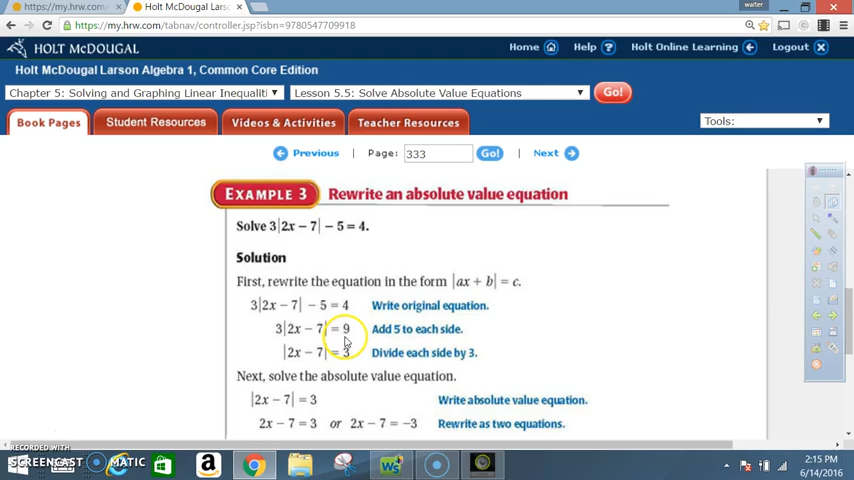 https://my.hrw.com/tabnav/
Holt McDougal Larson
walter
https://my.hrw.com/tabnav/controller.jsp?isbn=9780547709918
HOLT MCDOUGAL
Home
Help ?
Holt Online Learning
Logout X
Holt McDougal Larson Algebra 1, Common Core Edition
Chapter 5: Solving and Graphing Linear Inequaliti
Lesson 5.5: Solve Absolute Value Equations
Go!
Book Pages
Student Resources
Videos & Activities
Teacher Resources
Tools:
Previous | Page: 333 Go! | Next
EXAMPLE 3 Rewrite an absolute value equation
Solve 3|2x − 7| − 5 = 4.
Solution
First, rewrite the equation in the form |ax + b| = c.
3|2x − 7| − 5 = 4 Write original equation.
3|2x − 7| = 9 Add 5 to each side.
|2x − 7| = 3 Divide each side by 3.
Next, solve the absolute value equation.
|2x − 7| = 3 Write absolute value equation.
2x − 7 = 3 or 2x − 7 = −3 Rewrite as two equations.
RECORDED WITH
SCREENCAST MATIC
2:15 PM
6/14/2016